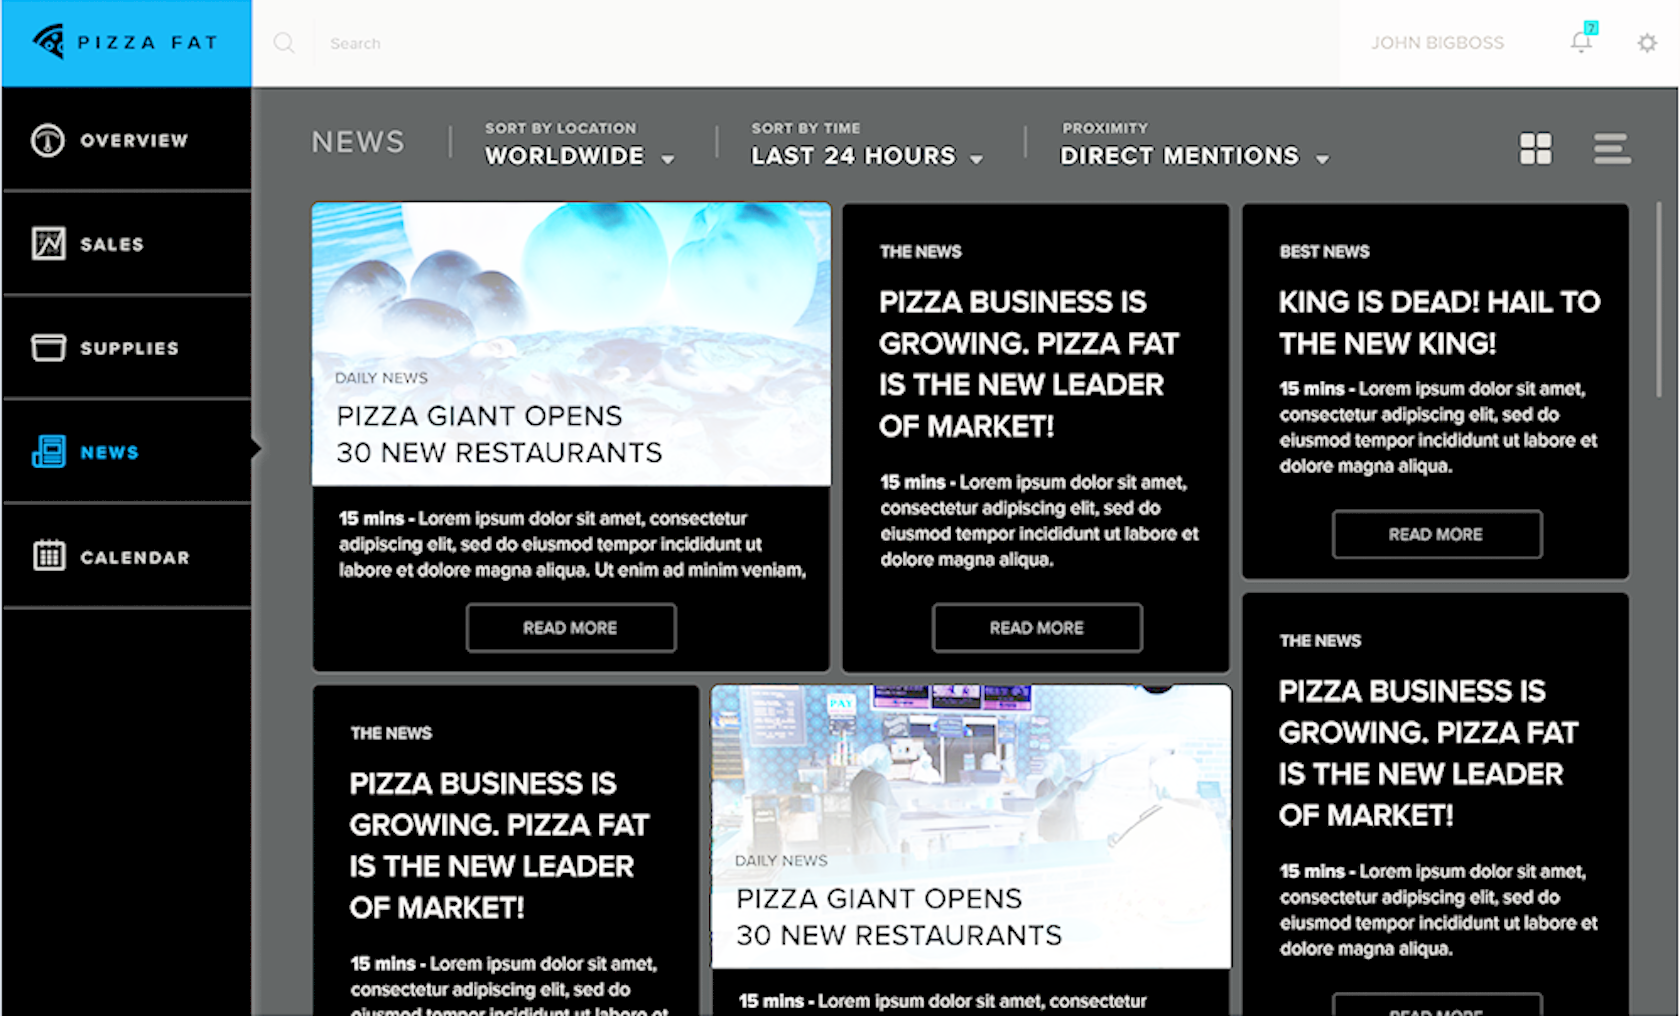 PIZZA FAT
Search
JOHN BIGBOSS
7
OVERVIEW
SALES
SUPPLIES
NEWS
CALENDAR
NEWS
SORT BY LOCATION
WORLDWIDE
SORT BY TIME
LAST 24 HOURS
PROXIMITY
DIRECT MENTIONS
DAILY NEWS
PIZZA GIANT OPENS
30 NEW RESTAURANTS
15 mins - Lorem ipsum dolor sit amet, consectetur
adipiscing elit, sed do eiusmod tempor incididunt ut
labore et dolore magna aliqua. Ut enim ad minim veniam,
READ MORE
THE NEWS
PIZZA BUSINESS IS
GROWING. PIZZA FAT
IS THE NEW LEADER
OF MARKET!
15 mins - Lorem ipsum dolor sit amet,
consectetur adipiscing elit, sed do
eiusmod tempor incididunt ut labore et
dolore magna aliqua.
READ MORE
BEST NEWS
KING IS DEAD! HAIL TO
THE NEW KING!
15 mins - Lorem ipsum dolor sit amet,
consectetur adipiscing elit, sed do
eiusmod tempor incididunt ut labore et
dolore magna aliqua.
READ MORE
THE NEWS
PIZZA BUSINESS IS
GROWING. PIZZA FAT
IS THE NEW LEADER
OF MARKET!
15 mins - Lorem ipsum dolor sit amet,
consectetur adipiscing elit, sed do
eiusmod tempor incididunt ut labore et
PAY
DAILY NEWS
PIZZA GIANT OPENS
30 NEW RESTAURANTS
15 mins - Lorem ipsum dolor sit amet, consectetur
THE NEWS
PIZZA BUSINESS IS
GROWING. PIZZA FAT
IS THE NEW LEADER
OF MARKET!
15 mins - Lorem ipsum dolor sit amet,
consectetur adipiscing elit, sed do
eiusmod tempor incididunt ut labore et
dolore magna aliqua.
READ MORE